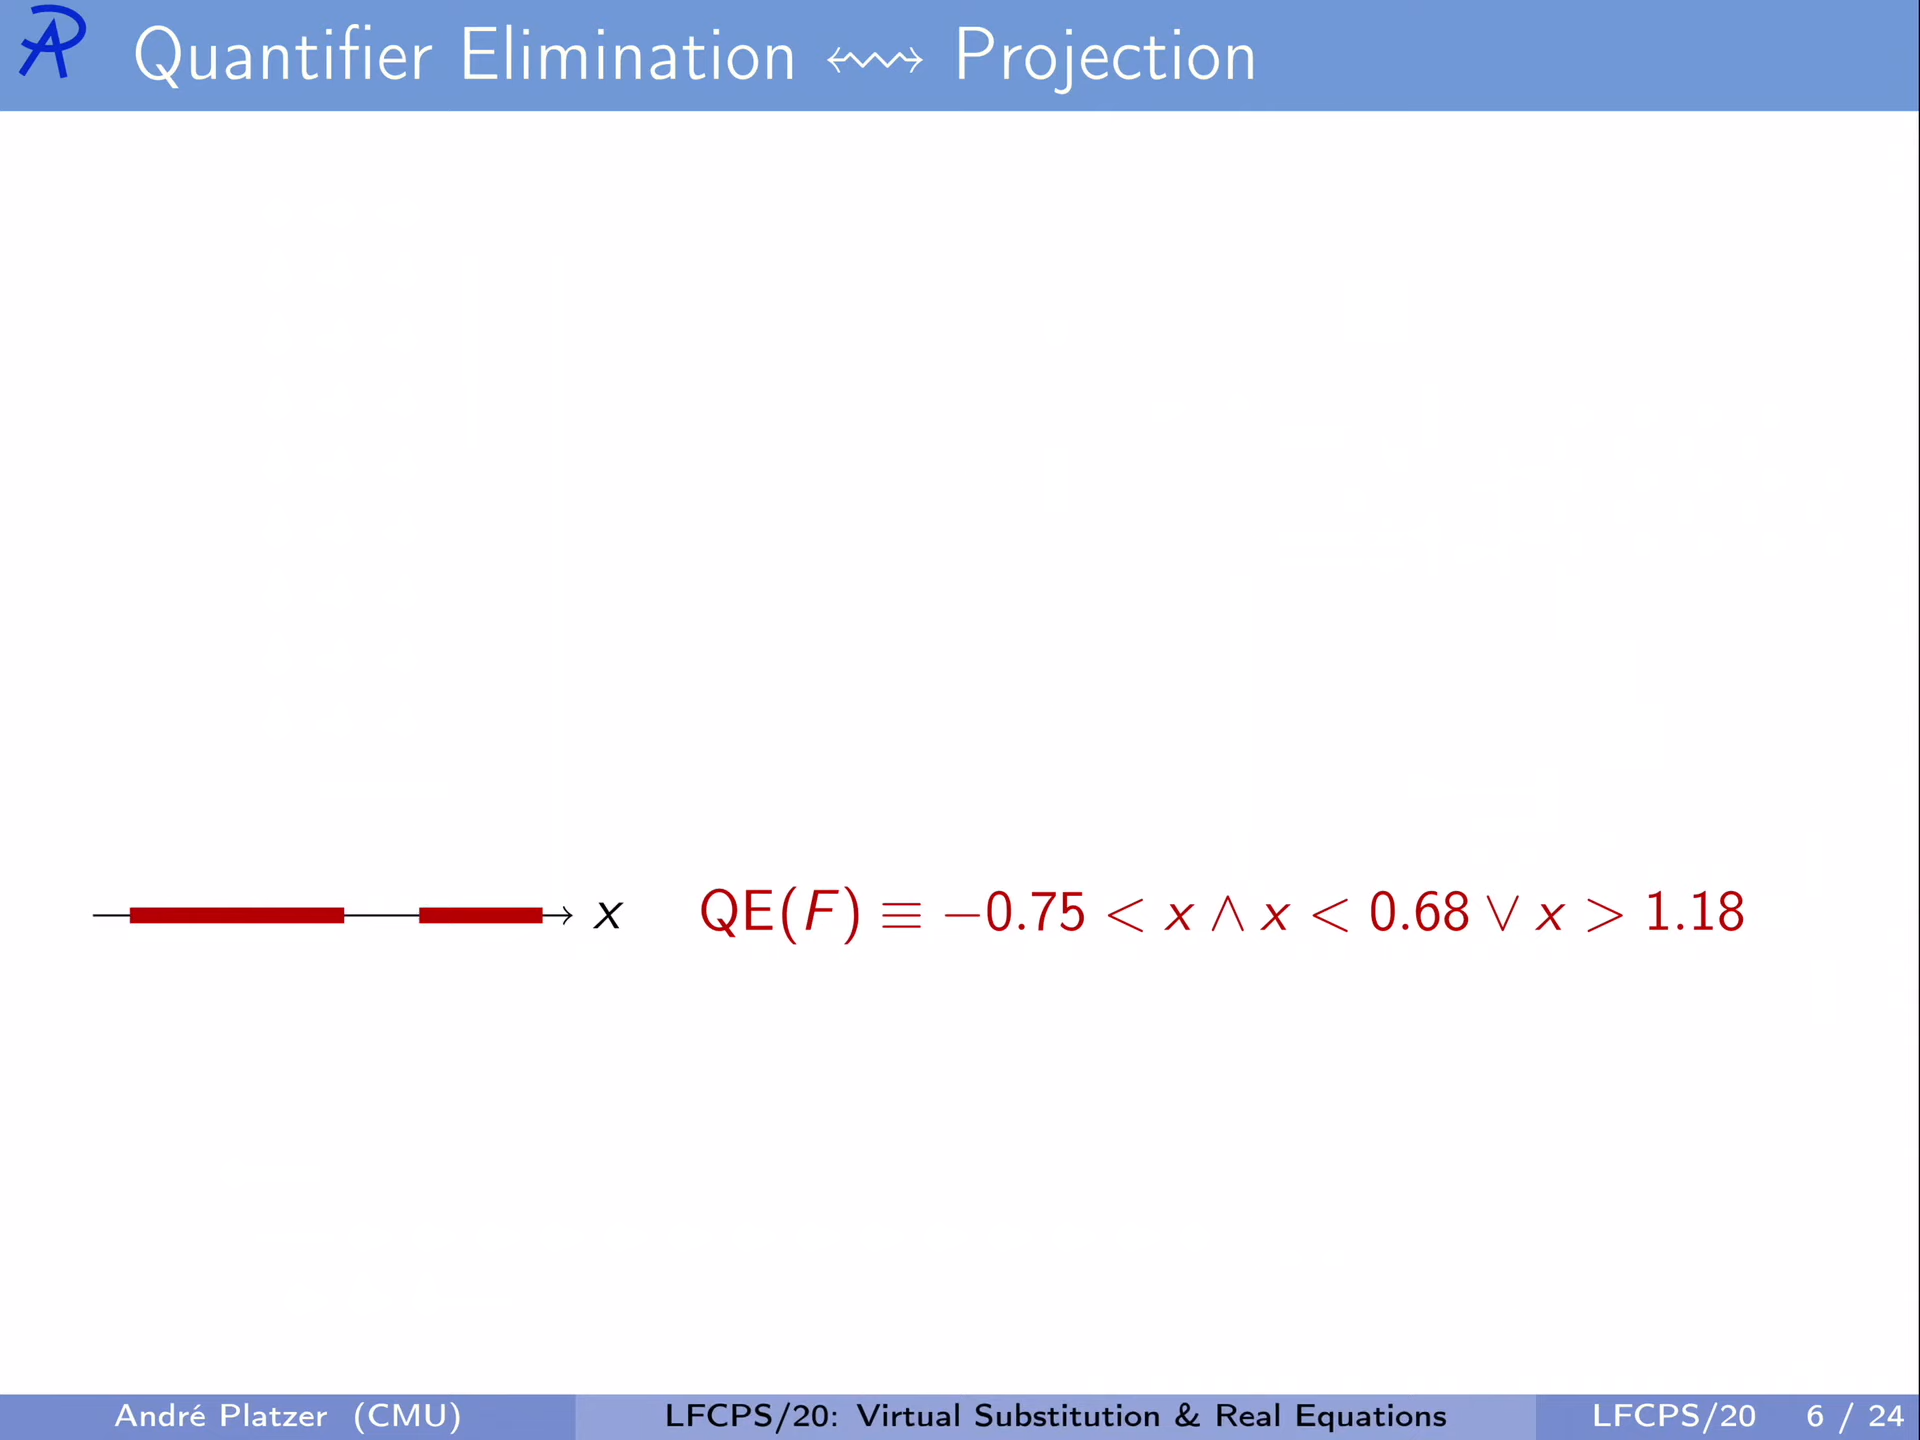 Quantifier Elimination ⟷ Projection
x
QE(F) ≡ −0.75 < x ∧ x < 0.68 ∨ x > 1.18
André Platzer (CMU)
LFCPS/20: Virtual Substitution & Real Equations
LFCPS/20 6 / 24